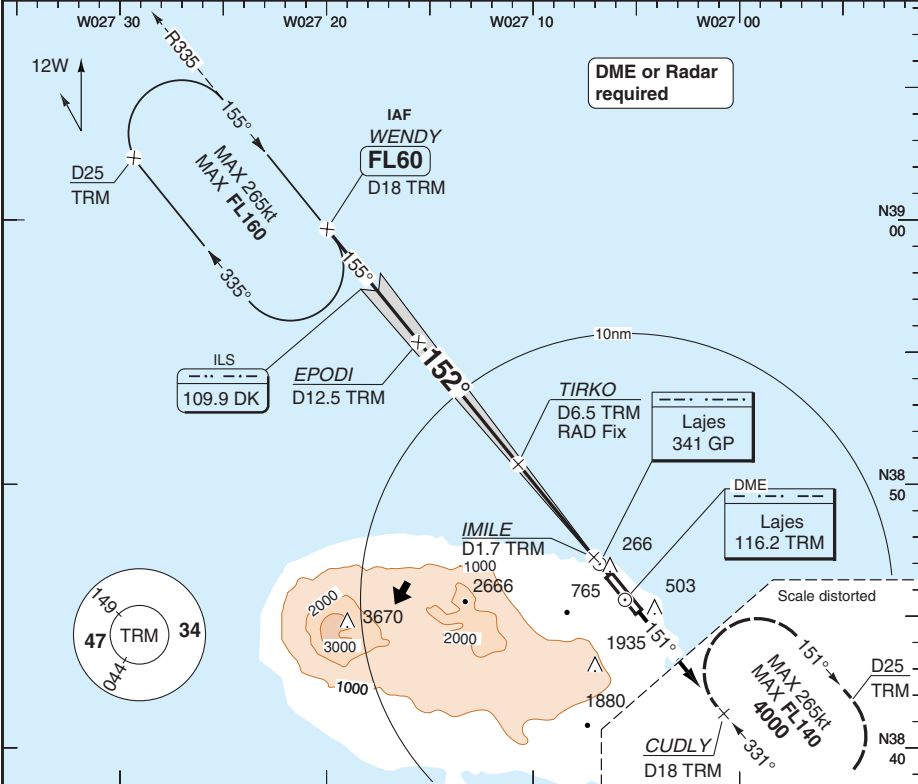 W027 30
W027 20
W027 10
W027 00
R335
12W
155°
DME or Radar
required
IAF
WENDY
FL60
D18 TRM
D25
TRM
MAX 265kt
MAX FL160
N39
00
155°
335°
10nm
ILS
109.9 DK
EPODI
D12.5 TRM
152°
TIRKO
D6.5 TRM
RAD Fix
Lajes
341 GP
N38
50
DME
Lajes
116.2 TRM
IMILE
D1.7 TRM
266
1000
2666
765
503
2000
3670
3000
2000
1935
151°
Scale distorted
149
47
TRM
34
044
1000
1880
151°
D25
TRM
MAX 265kt
MAX FL140
4000
CUDLY
D18 TRM
331°
N38
40